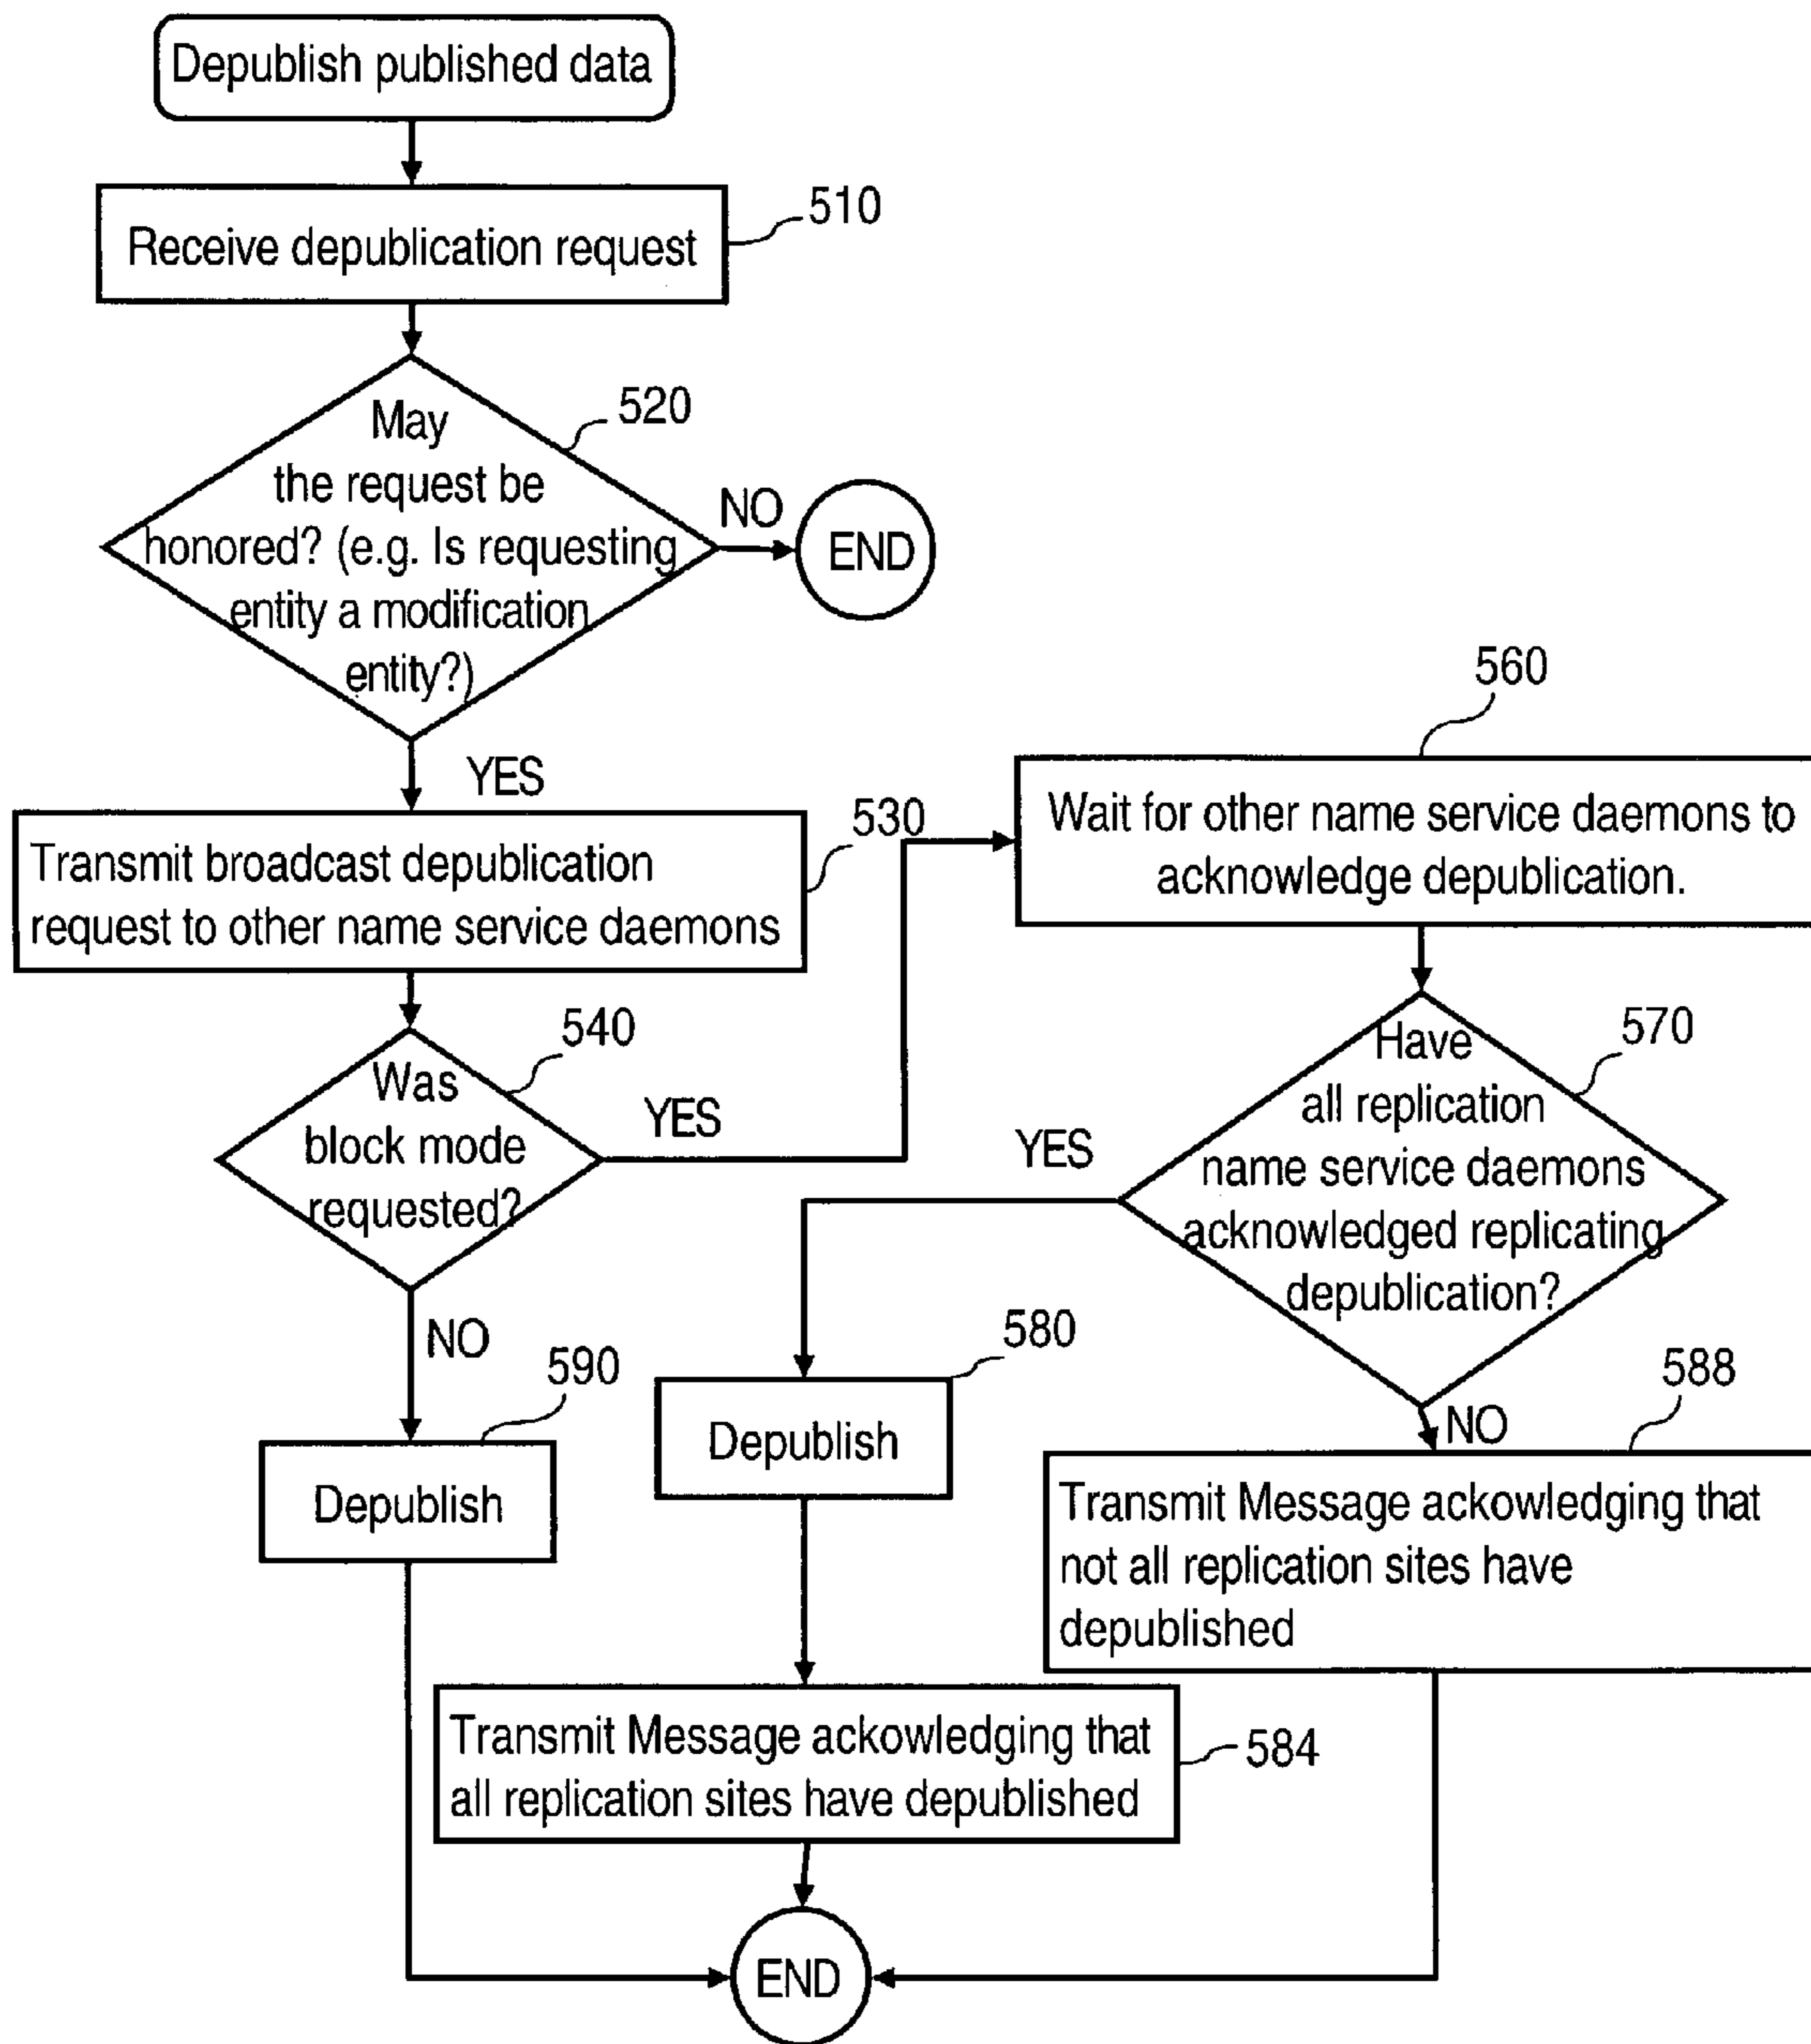 Depublish published data
510
Receive depublication request
520
May
the request be
honored? (e.g. Is requesting
entity a modification
entity?)
NO
END
YES
530
Transmit broadcast depublication
request to other name service daemons
540
Was
block mode
requested?
YES
560
Wait for other name service daemons to
acknowledge depublication.
570
Have
all replication
name service daemons
acknowledged replicating
depublication?
YES
NO
NO
590
Depublish
580
Depublish
588
Transmit Message ackowledging that
not all replication sites have
depublished
584
Transmit Message ackowledging that
all replication sites have depublished
END